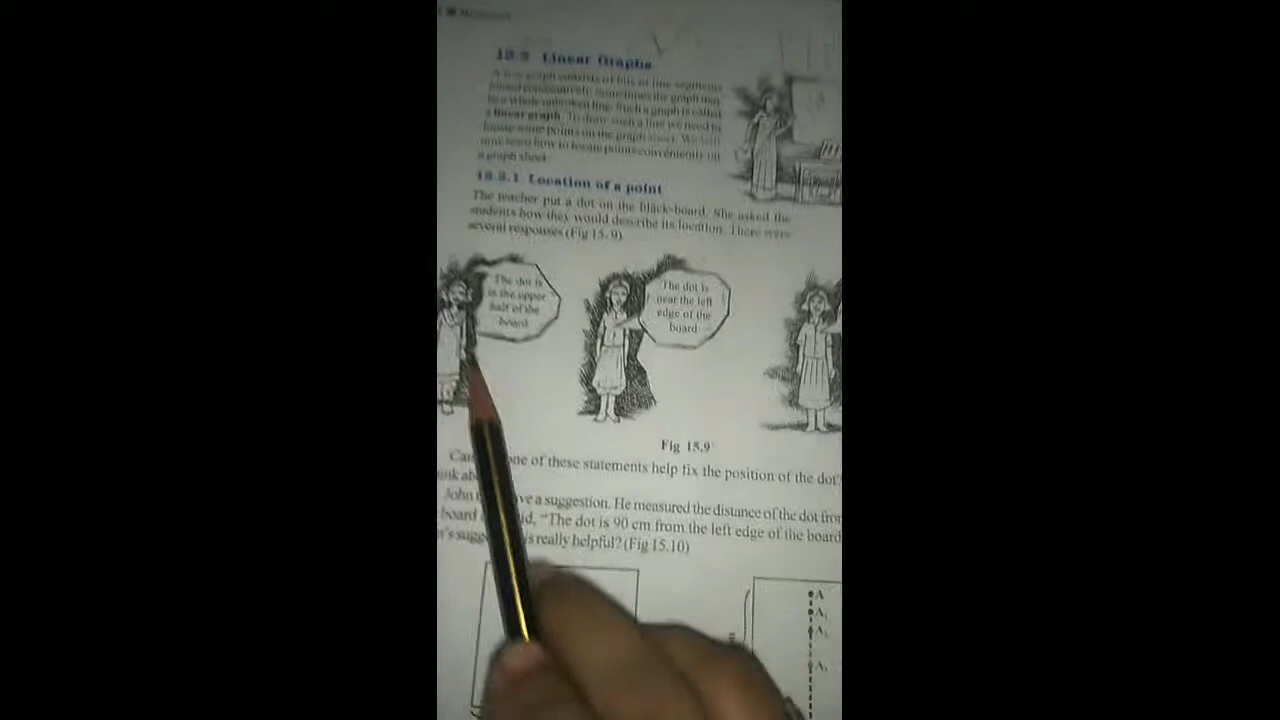 15.2 Linear Graphs
A line graph consists of bits of line segments
joined consecutively. Sometimes the graph may
be a whole unbroken line. Such a graph is called
a linear graph. To draw such a line we need to
locate some points on the graph sheet. We will
now learn how to locate points conveniently on
a graph sheet.
15.2.1 Location of a point
The teacher put a dot on the black-board. She asked the
students how they would describe its location. There were
several responses (Fig 15.9).
The dot is
in the upper
half of the
board
The dot is
near the left
edge of the
board
Fig 15.9
one of these statements help fix the position of the dot?
John a suggestion. He measured the distance of the dot
board "The dot is 90 cm from the left edge of the board
is really helpful? (Fig 15.10)
A
A₁
A₂
A₃